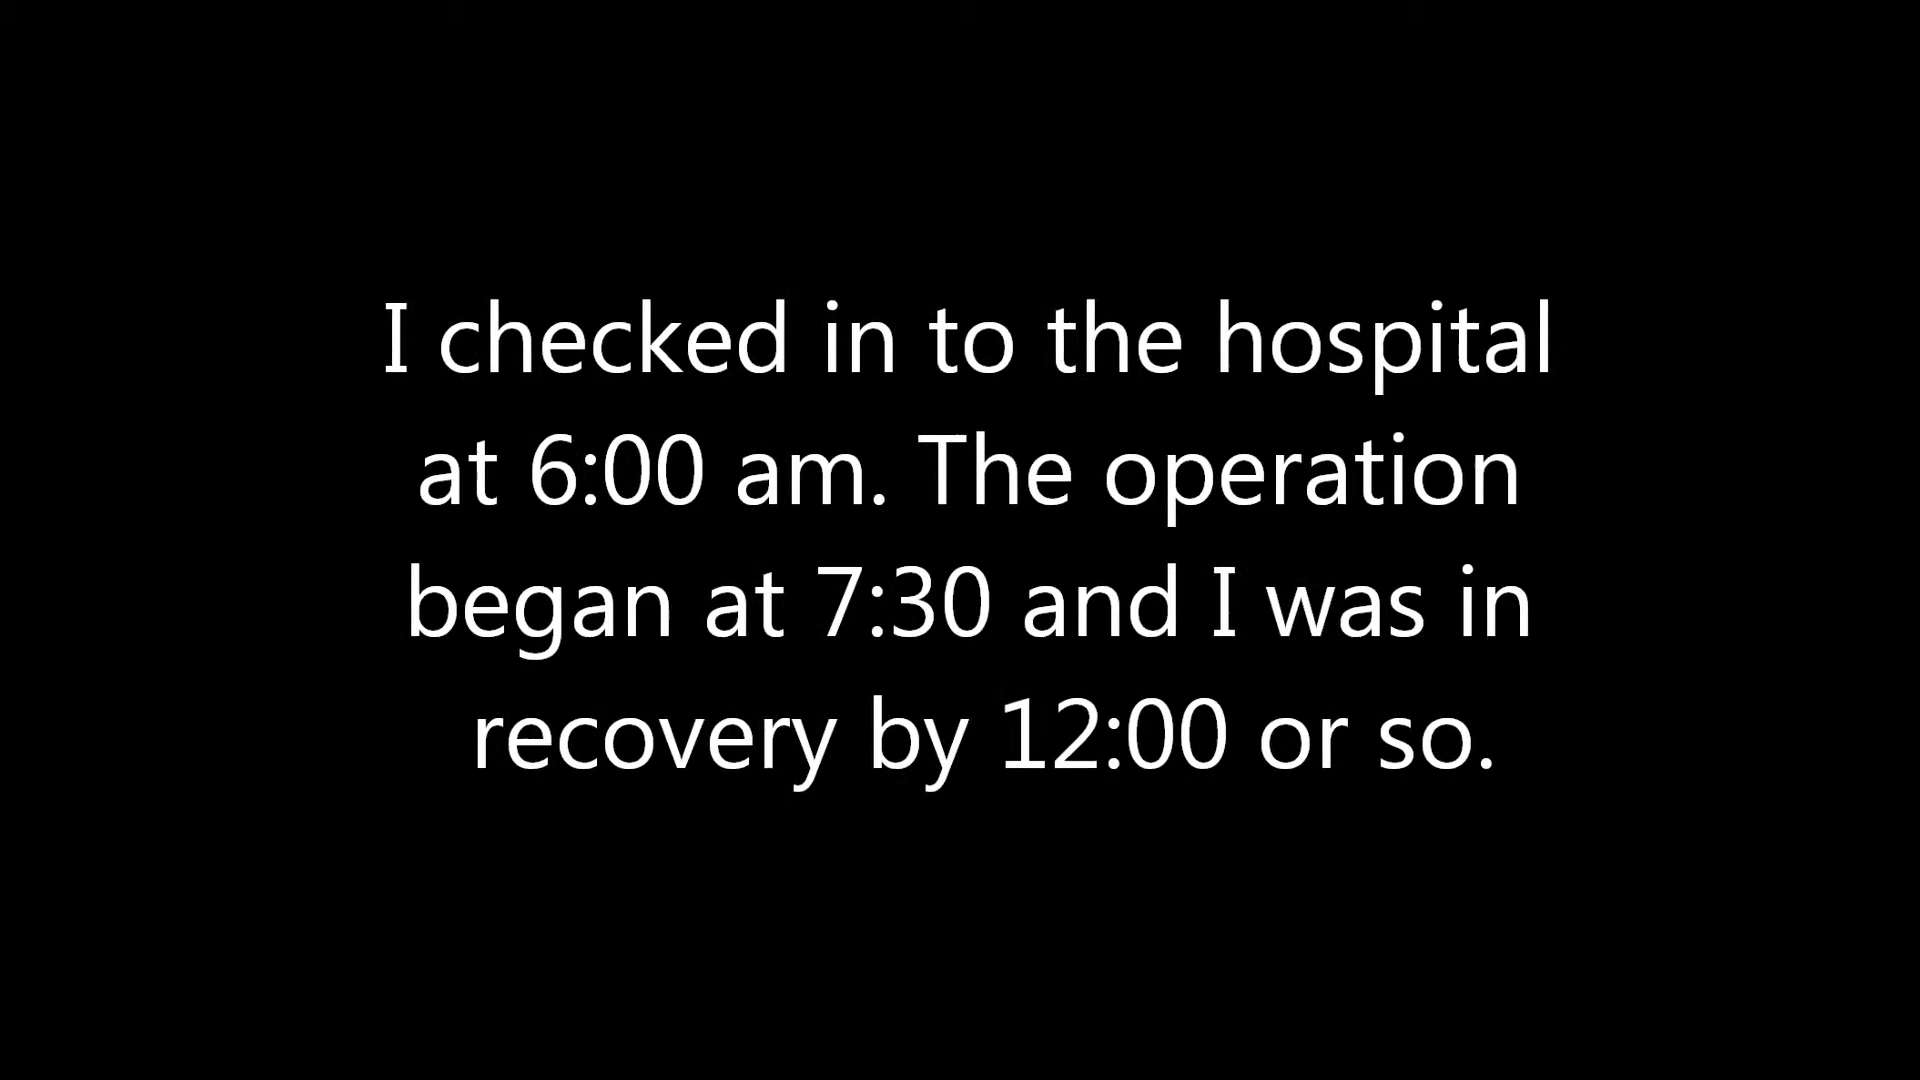 I checked in to the hospital
at 6:00 am. The operation
began at 7:30 and I was in
recovery by 12:00 or so.